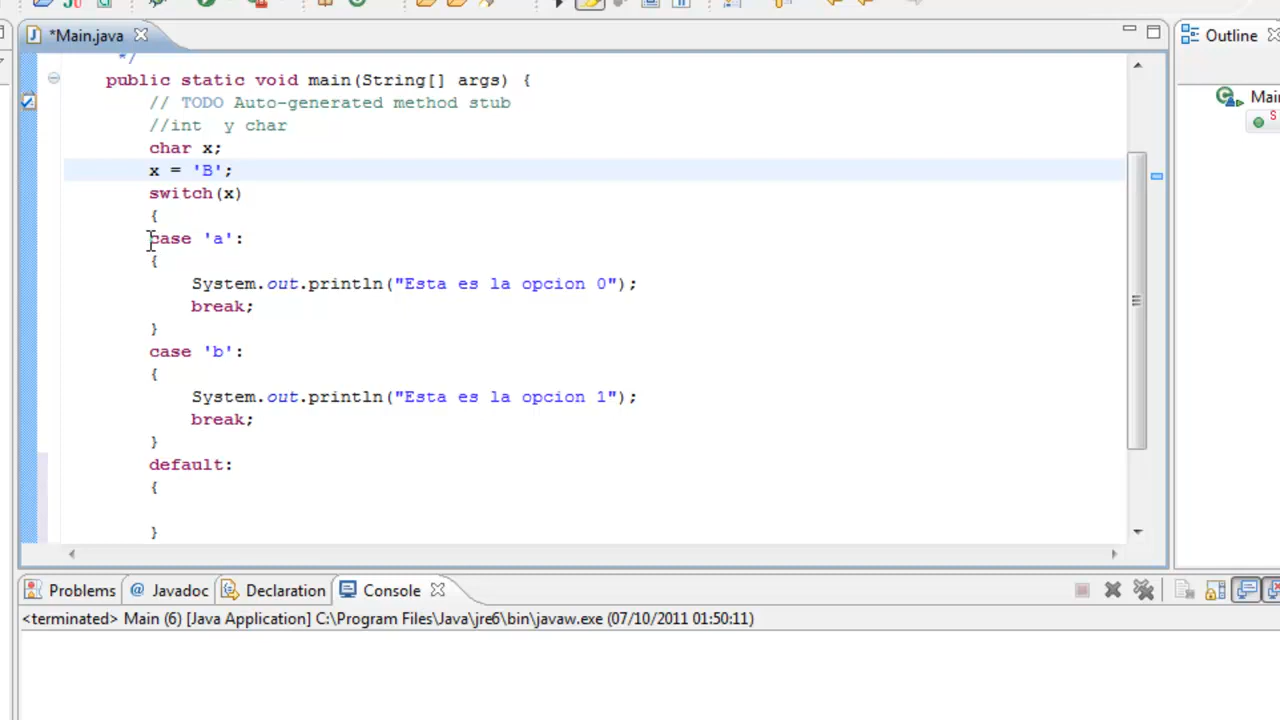 *Main.java
Outline
*/
public static void main(String[] args) {
// TODO Auto-generated method stub
//int  y char
char x;
x = 'B';
switch(x)
{
case 'a':
{
System.out.println("Esta es la opcion 0");
break;
}
case 'b':
{
System.out.println("Esta es la opcion 1");
break;
}
default:
{
}
Mai
S
Problems
@ Javadoc
Declaration
Console
<terminated> Main (6) [Java Application] C:\Program Files\Java\jre6\bin\javaw.exe (07/10/2011 01:50:11)